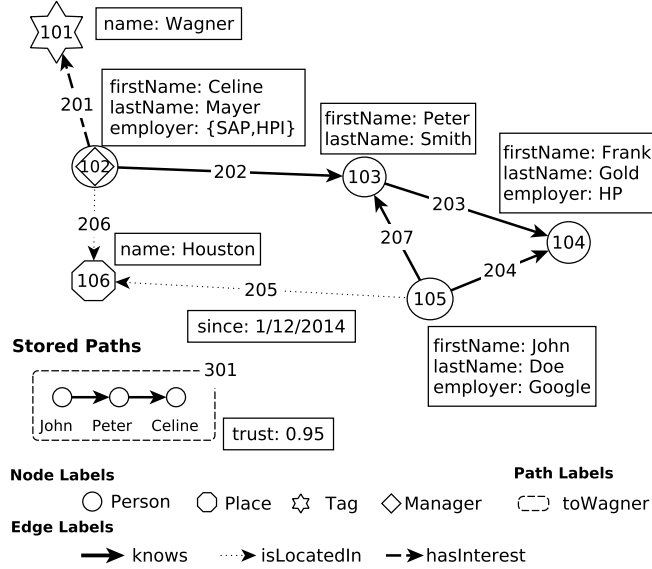 101
name: Wagner
201
firstName: Celine
lastName: Mayer
employer: {SAP,HPI}
102
202
firstName: Peter
lastName: Smith
103
203
firstName: Frank
lastName: Gold
employer: HP
104
206
207
204
name: Houston
106
205
105
since: 1/12/2014
firstName: John
lastName: Doe
employer: Google
Stored Paths
301
John Peter Celine
trust: 0.95
Node Labels
Path Labels
Person Place Tag Manager
toWagner
Edge Labels
knows isLocatedIn hasInterest